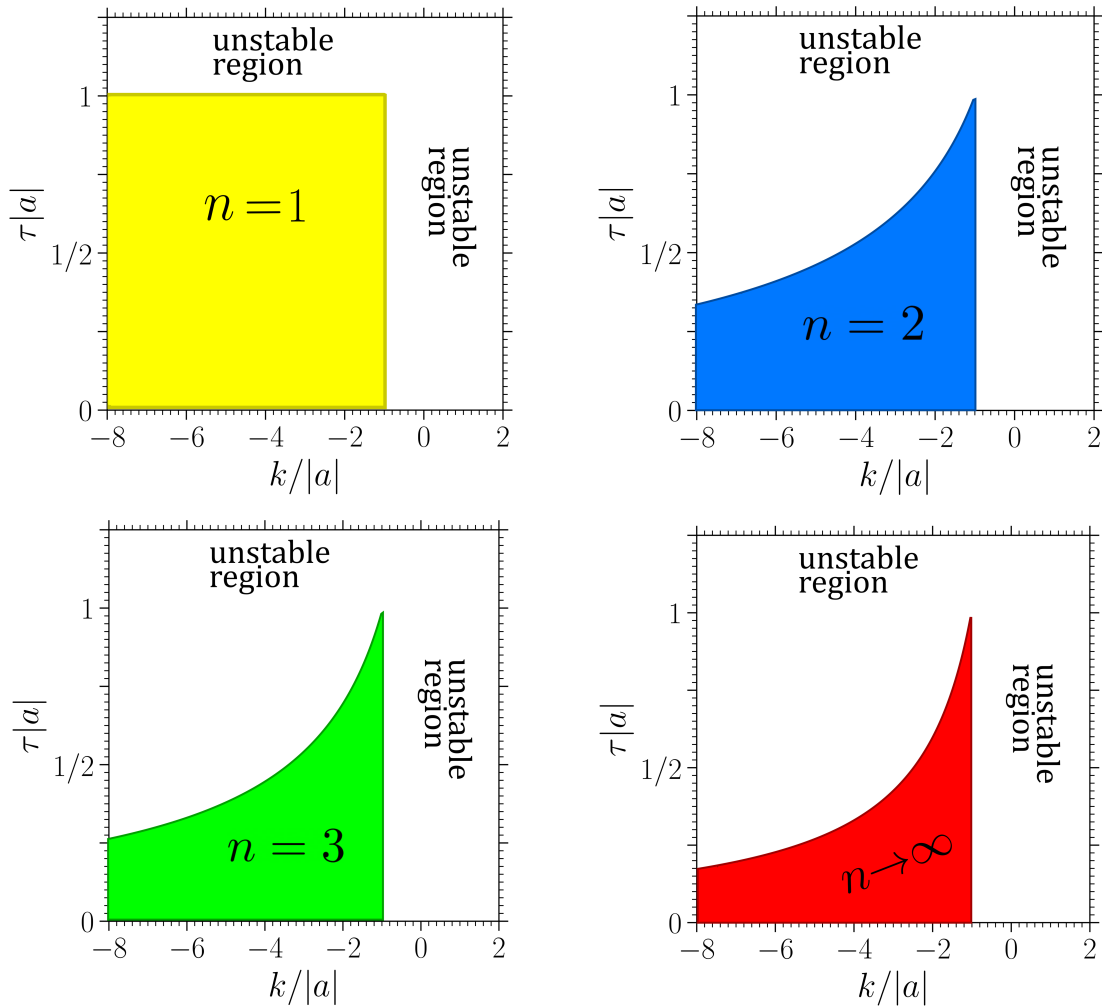 unstable
region
1
τ|a|
n = 1
unstable
region
1/2
0
−8 −6 −4 −2 0 2
k/|a|
unstable
region
1
τ|a|
unstable
region
1/2
n = 2
0
−8 −6 −4 −2 0 2
k/|a|
unstable
region
1
τ|a|
unstable
region
1/2
n = 3
0
−8 −6 −4 −2 0 2
k/|a|
unstable
region
1
τ|a|
unstable
region
1/2
n→∞
0
−8 −6 −4 −2 0 2
k/|a|